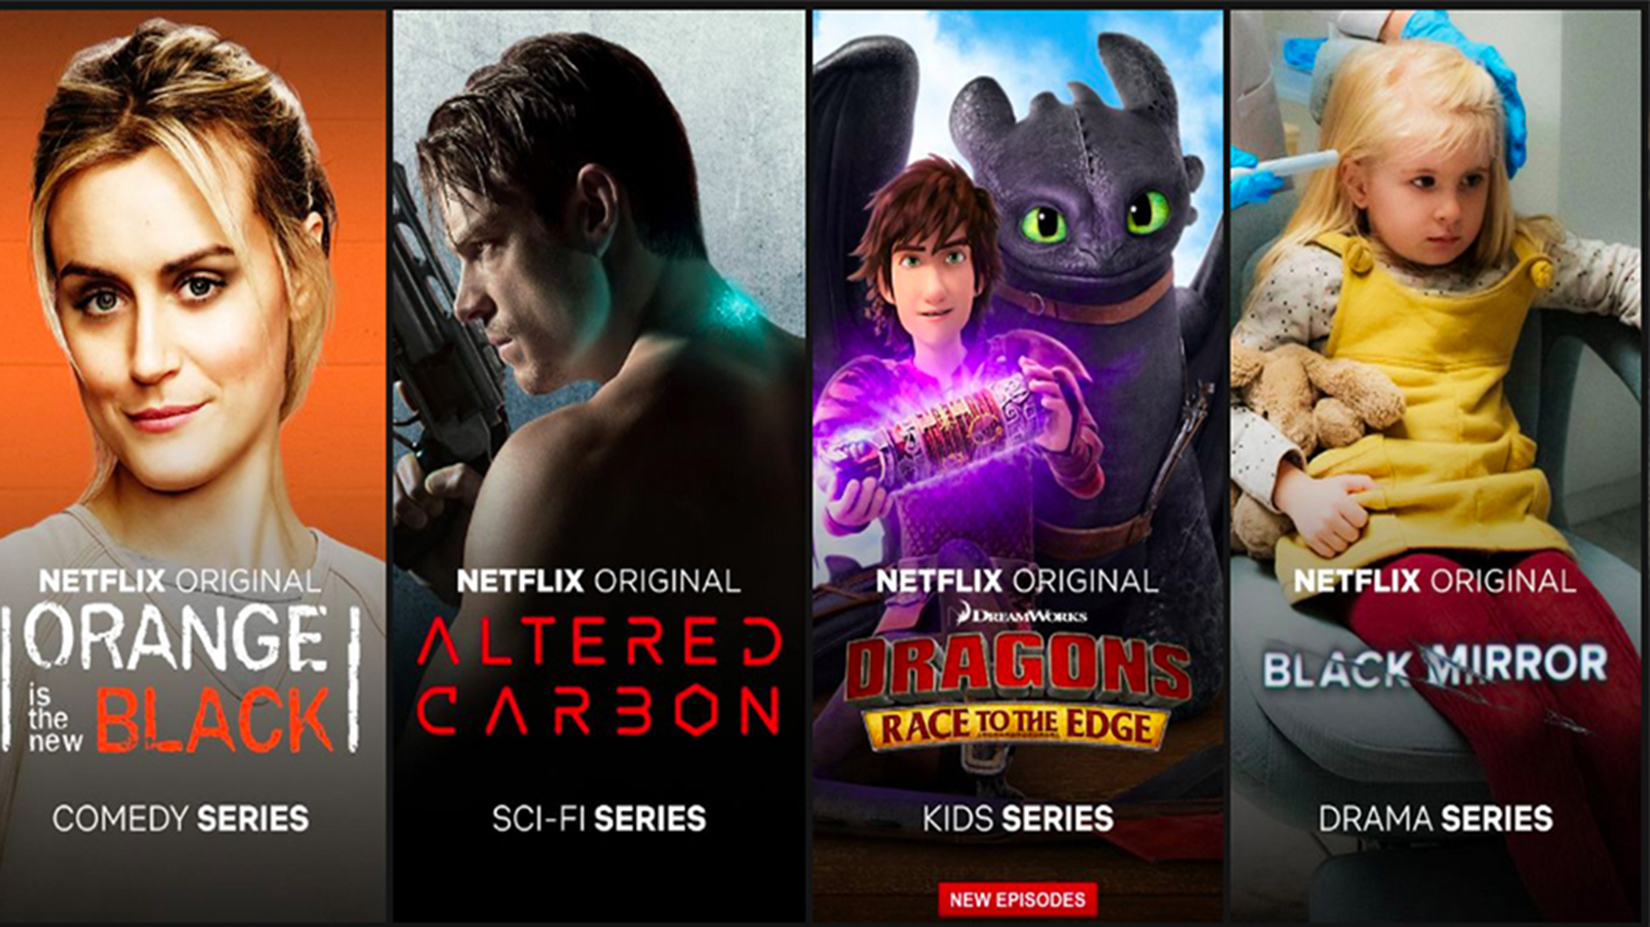 NETFLIX ORIGINAL
ORANGE
is
the
new BLACK
COMEDY SERIES
NETFLIX ORIGINAL
ALTERED
CARBON
SCI-FI SERIES
NETFLIX ORIGINAL
DREAMWORKS
DRAGONS
RACE TO THE EDGE
KIDS SERIES
NEW EPISODES
NETFLIX ORIGINAL
BLACK MIRROR
DRAMA SERIES